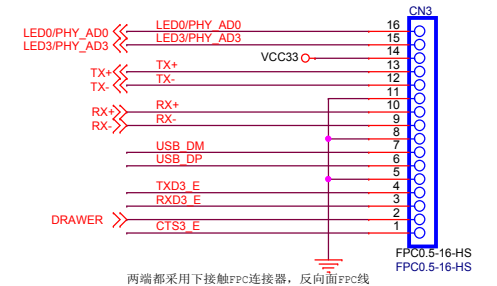 CN3
LED0/PHY_AD0 LED0/PHY_AD0 16
LED3/PHY_AD3 LED3/PHY_AD3 15
VCC33 14
TX+ TX+ 13
TX- TX- 12
11
RX+ RX+ 10
RX- RX- 9
8
USB_DM 7
USB_DP 6
5
TXD3_E 4
RXD3_E 3
DRAWER 2
CTS3_E 1
FPC0.5-16-HS
FPC0.5-16-HS
两端都采用下接触FPC连接器，反向面FPC线